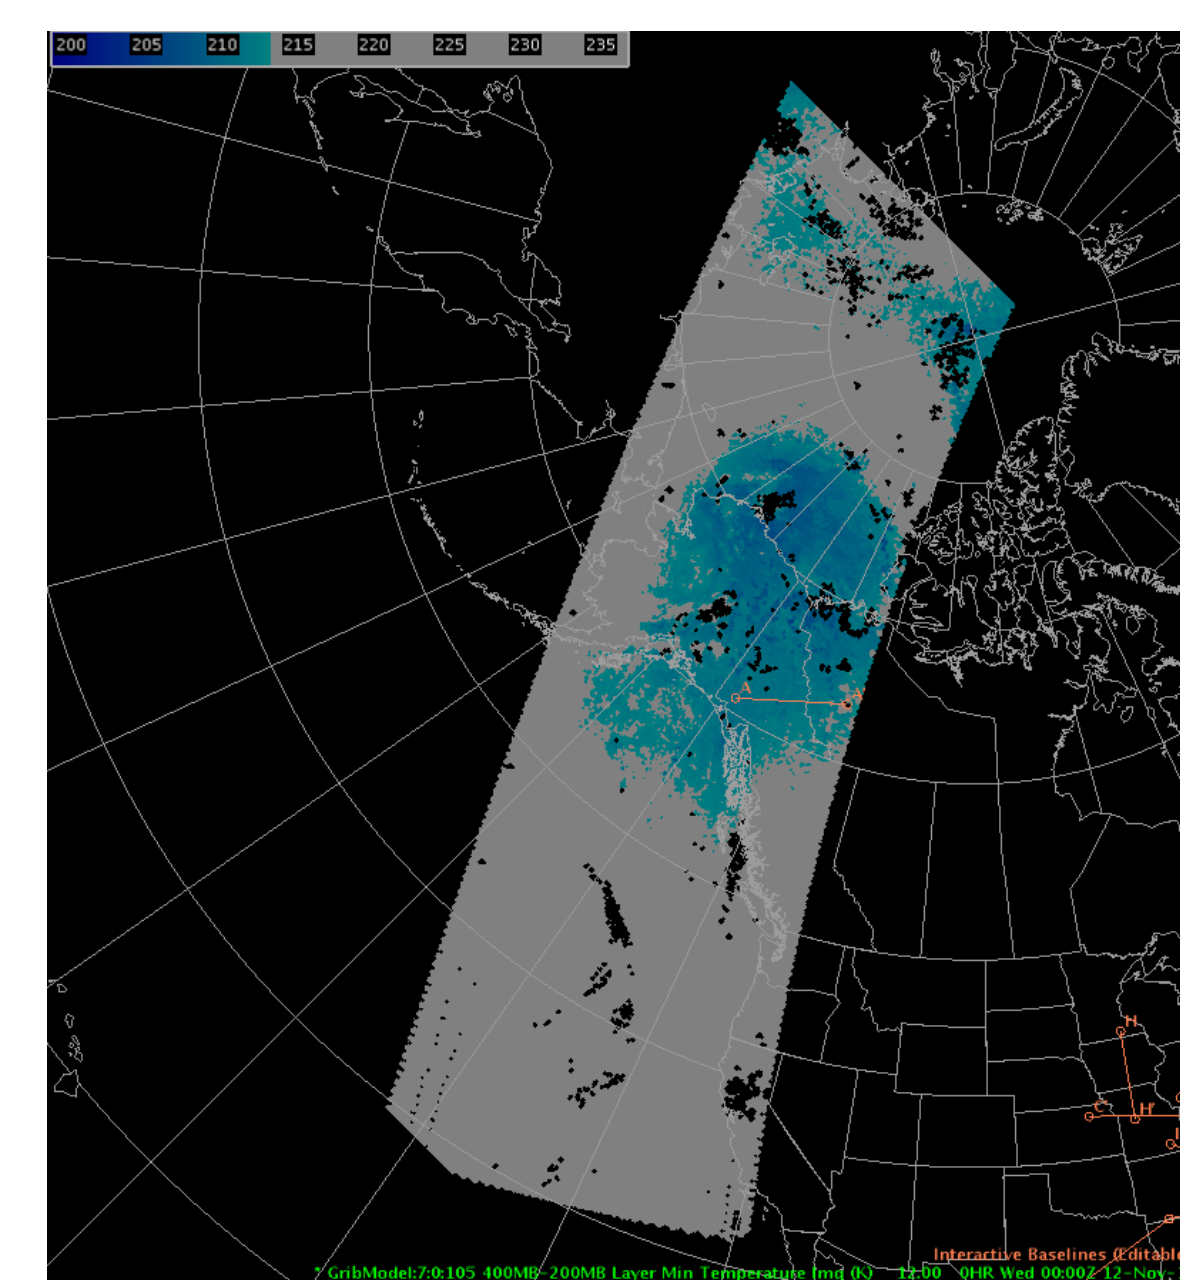 200 205 210 215 220 225 230 235
A A
H
C H'
I
Interactive Baselines (Editable
* GribModel:7:0:105 400MB-200MB Layer Min Temperature Img (K) 12.00 0HR Wed 00:00Z 12-Nov-